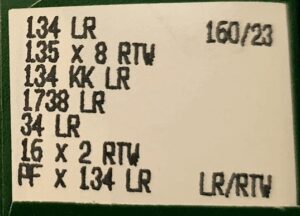 134 LR 160/23
135 x 8 RTW
134 KK LR
1738 LR
34 LR
16 x 2 RTW
PF x 134 LR LR/RTW